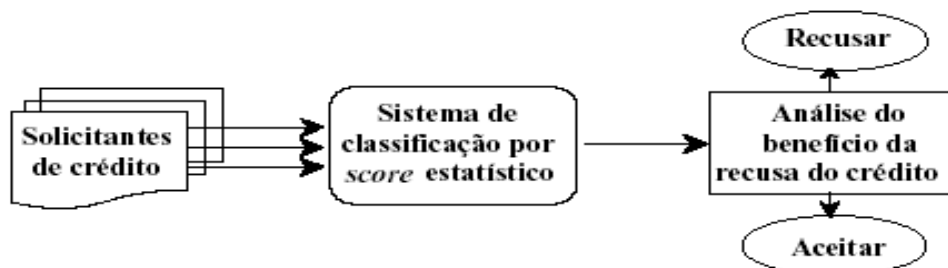 Solicitantes
de crédito
Sistema de
classificação por
score estatístico
Recusar
Análise do
benefício da
recusa do crédito
Aceitar